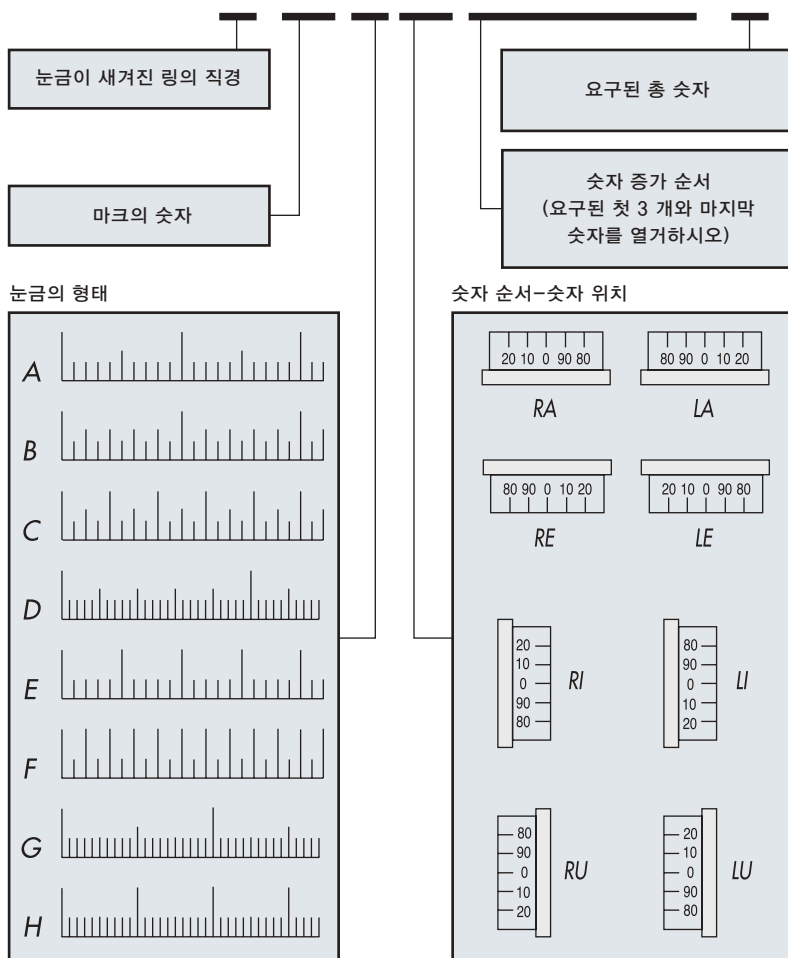 눈금이 새겨진 링의 직경
요구된 총 숫자
마크의 숫자
숫자 증가 순서
(요구된 첫 3 개와 마지막
숫자를 열거하시오)
눈금의 형태
A
B
C
D
E
F
G
H
숫자 순서–숫자 위치
20 10 0 90 80
RA
80 90 0 10 20
LA
80 90 0 10 20
RE
20 10 0 90 80
LE
20
10
0
90
80
RI
80
90
0
10
20
LI
80
90
0
10
20
RU
20
10
0
90
80
LU